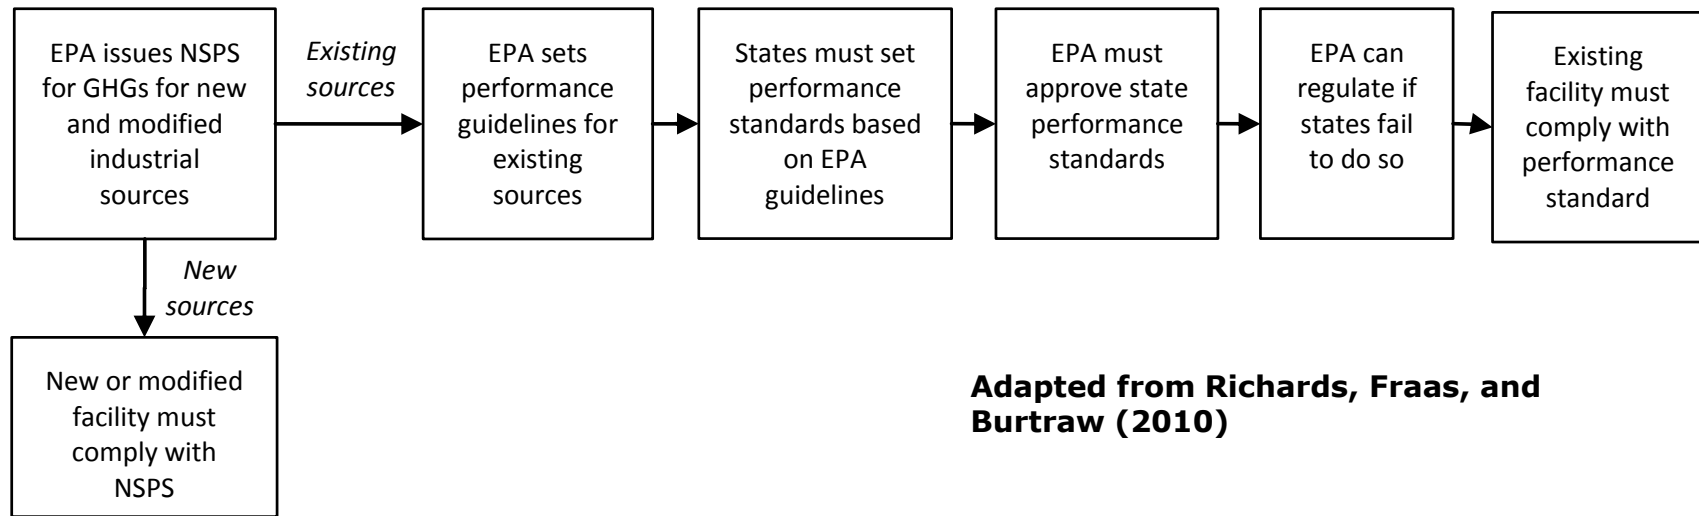 EPA issues NSPS
for GHGs for new
and modified
industrial
sources
Existing
sources
EPA sets
performance
guidelines for
existing
sources
States must set
performance
standards based
on EPA
guidelines
EPA must
approve state
performance
standards
EPA can
regulate if
states fail
to do so
Existing
facility must
comply with
performance
standard
New
sources
New or modified
facility must
comply with
NSPS
Adapted from Richards, Fraas, and
Burtraw (2010)